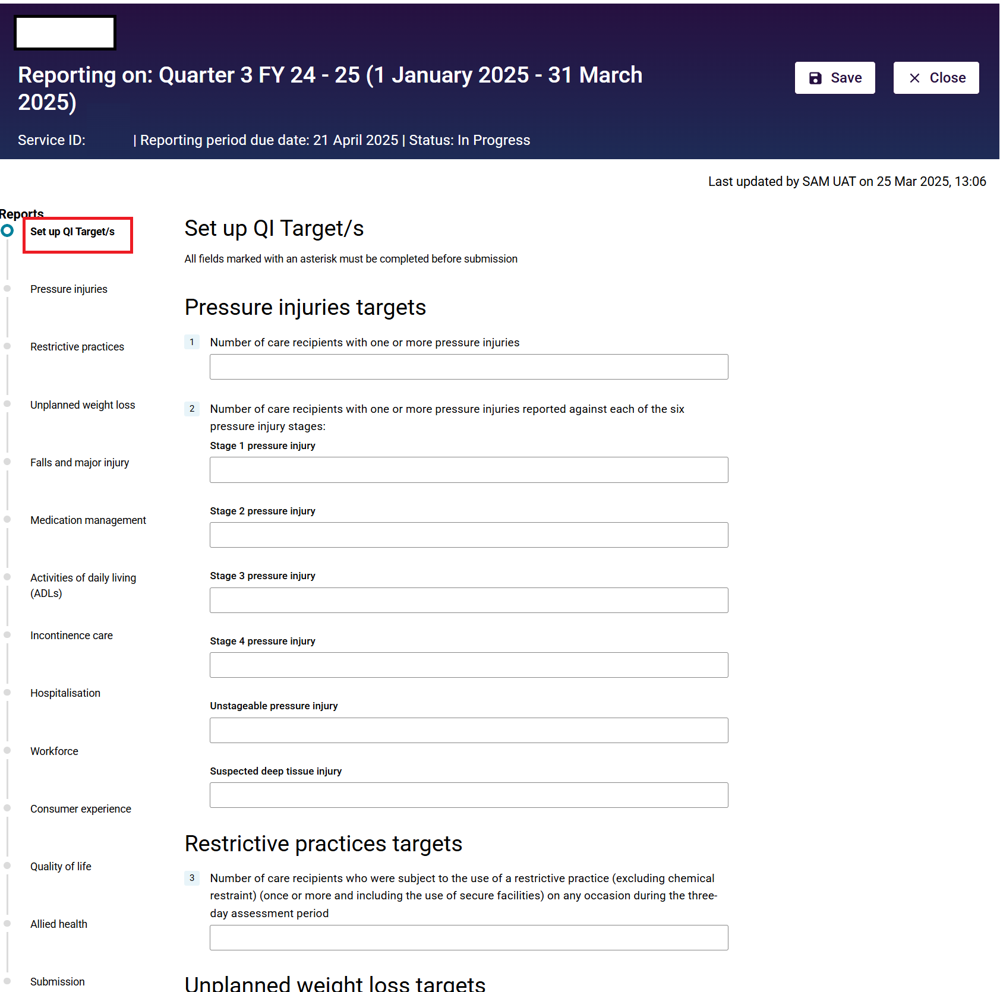 Reporting on: Quarter 3 FY 24 - 25 (1 January 2025 - 31 March
2025)
Save
Close
Service ID: | Reporting period due date: 21 April 2025 | Status: In Progress
Last updated by SAM UAT on 25 Mar 2025, 13:06
Reports
Set up QI Target/s
Pressure injuries
Restrictive practices
Unplanned weight loss
Falls and major injury
Medication management
Activities of daily living
(ADLs)
Incontinence care
Hospitalisation
Workforce
Consumer experience
Quality of life
Allied health
Submission
Set up QI Target/s
All fields marked with an asterisk must be completed before submission
Pressure injuries targets
1 Number of care recipients with one or more pressure injuries
2 Number of care recipients with one or more pressure injuries reported against each of the six
pressure injury stages:
Stage 1 pressure injury
Stage 2 pressure injury
Stage 3 pressure injury
Stage 4 pressure injury
Unstageable pressure injury
Suspected deep tissue injury
Restrictive practices targets
3 Number of care recipients who were subject to the use of a restrictive practice (excluding chemical
restraint) (once or more and including the use of secure facilities) on any occasion during the three-
day assessment period
Unplanned weight loss targets